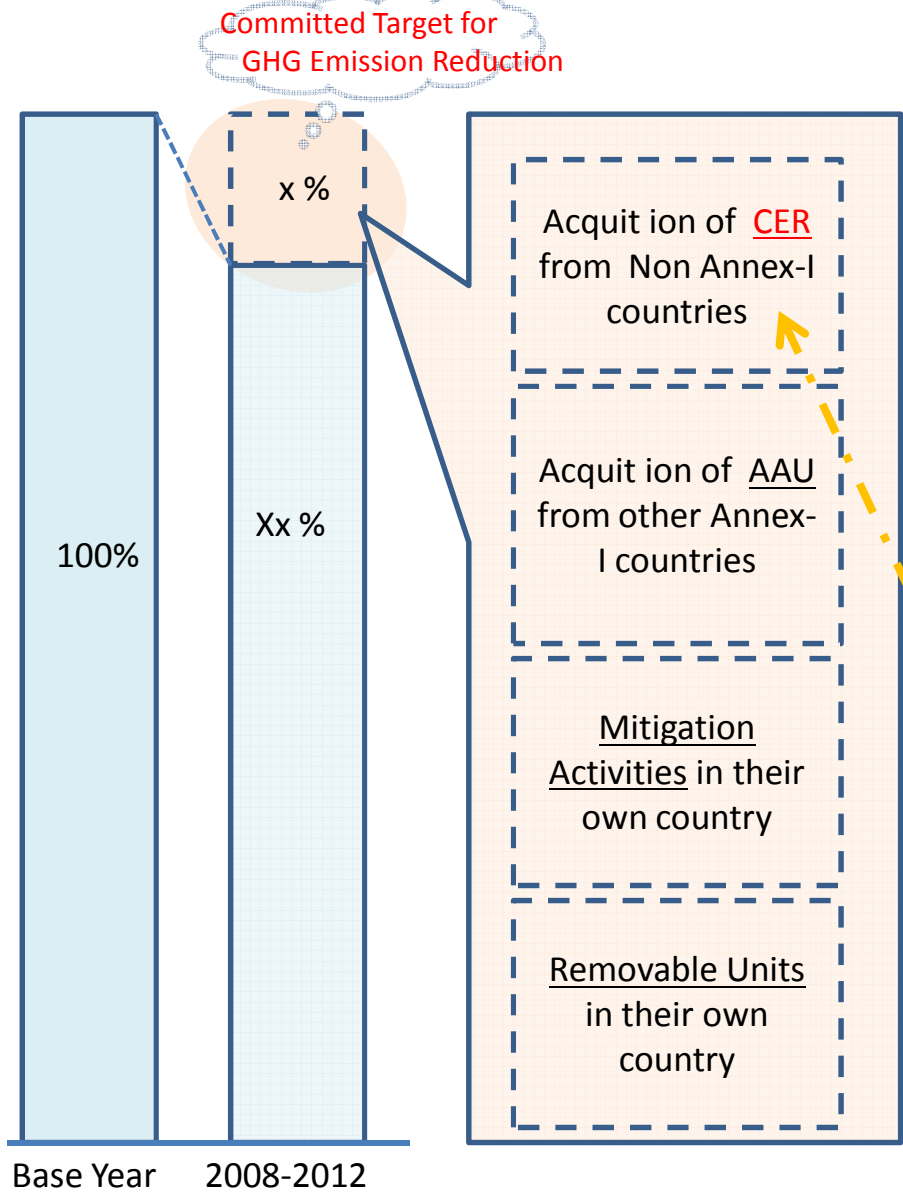 Committed Target for
GHG Emission Reduction
x %
Acquit ion of CER
from Non Annex-I
countries
Acquit ion of AAU
from other Annex-
I countries
100%
Xx %
Mitigation
Activities in their
own country
Removable Units
in their own
country
Base Year
2008-2012